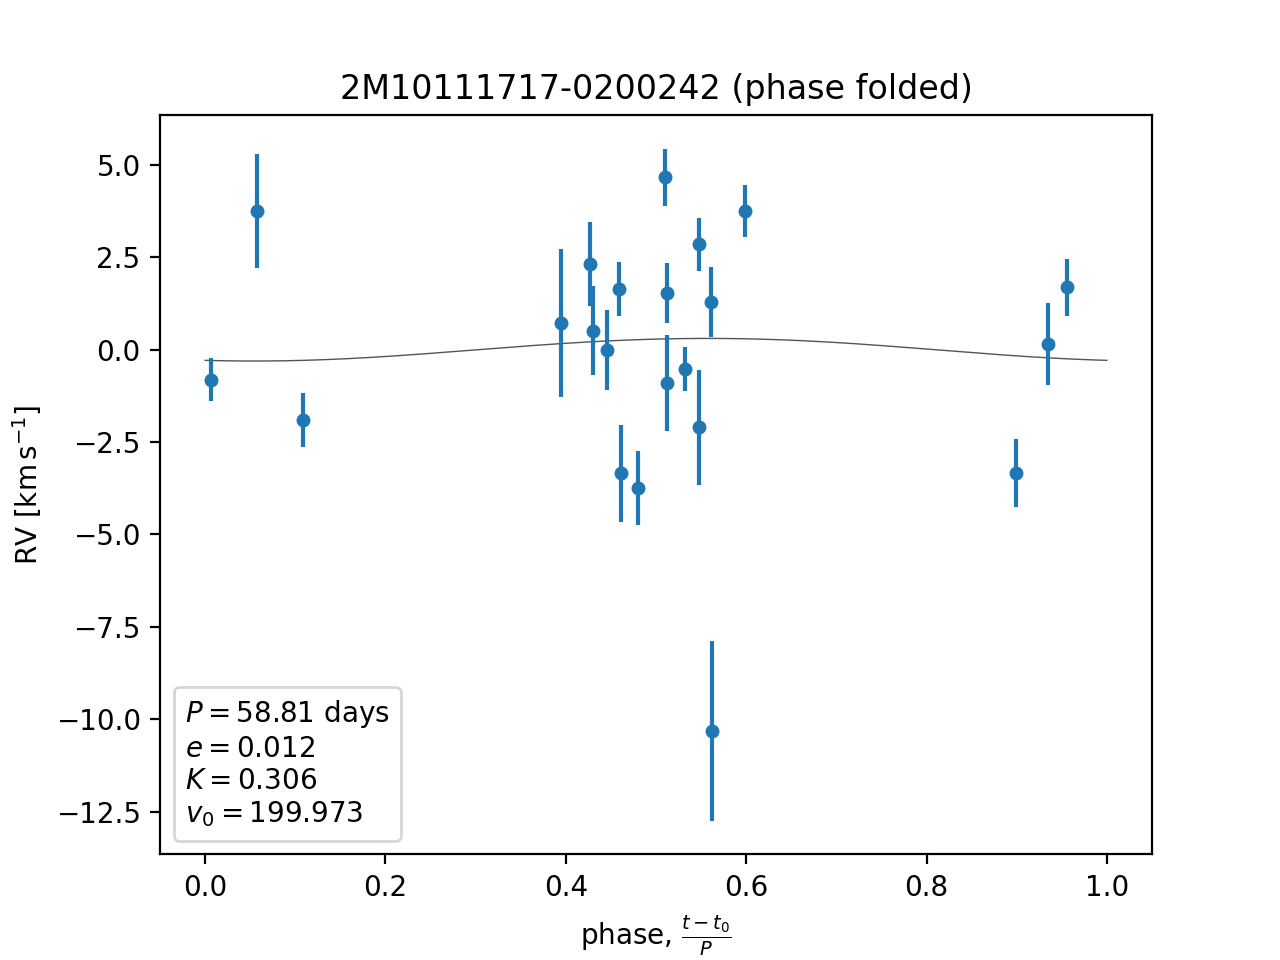 2M10111717-0200242 (phase folded)
RV [km s⁻¹]
5.0
2.5
0.0
−2.5
−5.0
−7.5
−10.0
−12.5
P = 58.81 days
e = 0.012
K = 0.306
v₀ = 199.973
0.0 0.2 0.4 0.6 0.8 1.0
phase, (t − t₀)/P